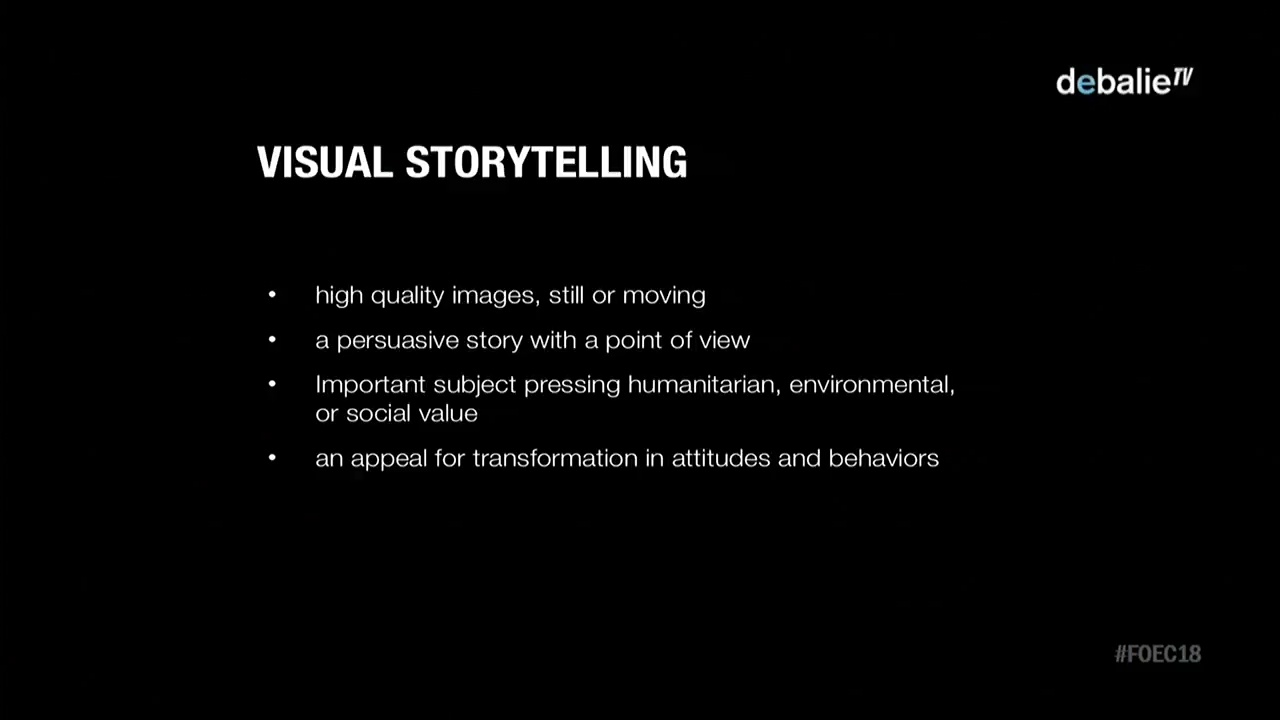 debalieTV
VISUAL STORYTELLING
• high quality images, still or moving
• a persuasive story with a point of view
• Important subject pressing humanitarian, environmental,
or social value
• an appeal for transformation in attitudes and behaviors
#FOEC18